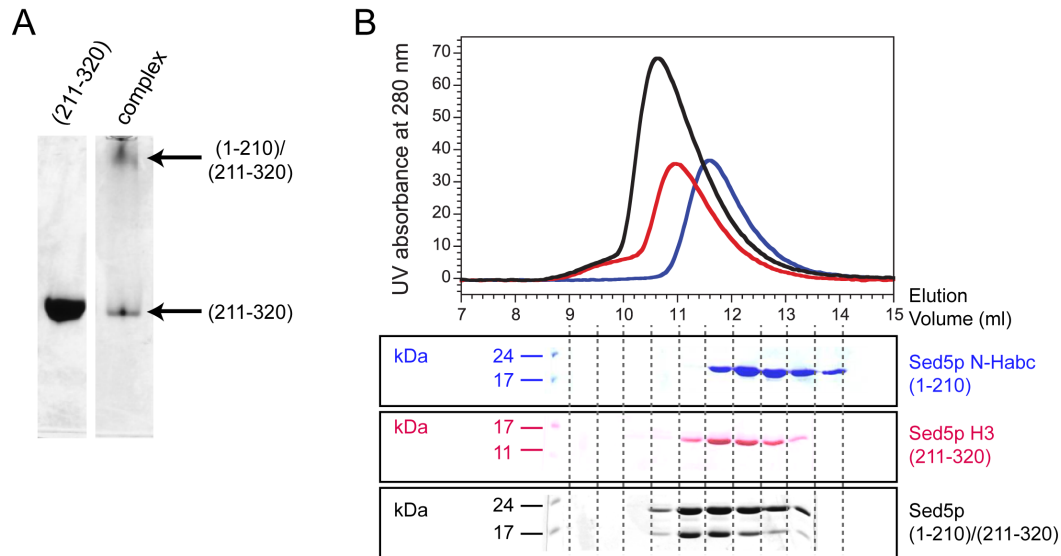 A
(211-320)
complex
(1-210)/
(211-320)
(211-320)
B
UV absorbance at 280 nm
70
60
50
40
30
20
10
0
7 8 9 10 11 12 13 14 15
Elution
Volume (ml)
kDa 24
17
Sed5p N-Habc
(1-210)
kDa 17
11
Sed5p H3
(211-320)
kDa 24
17
Sed5p
(1-210)/(211-320)